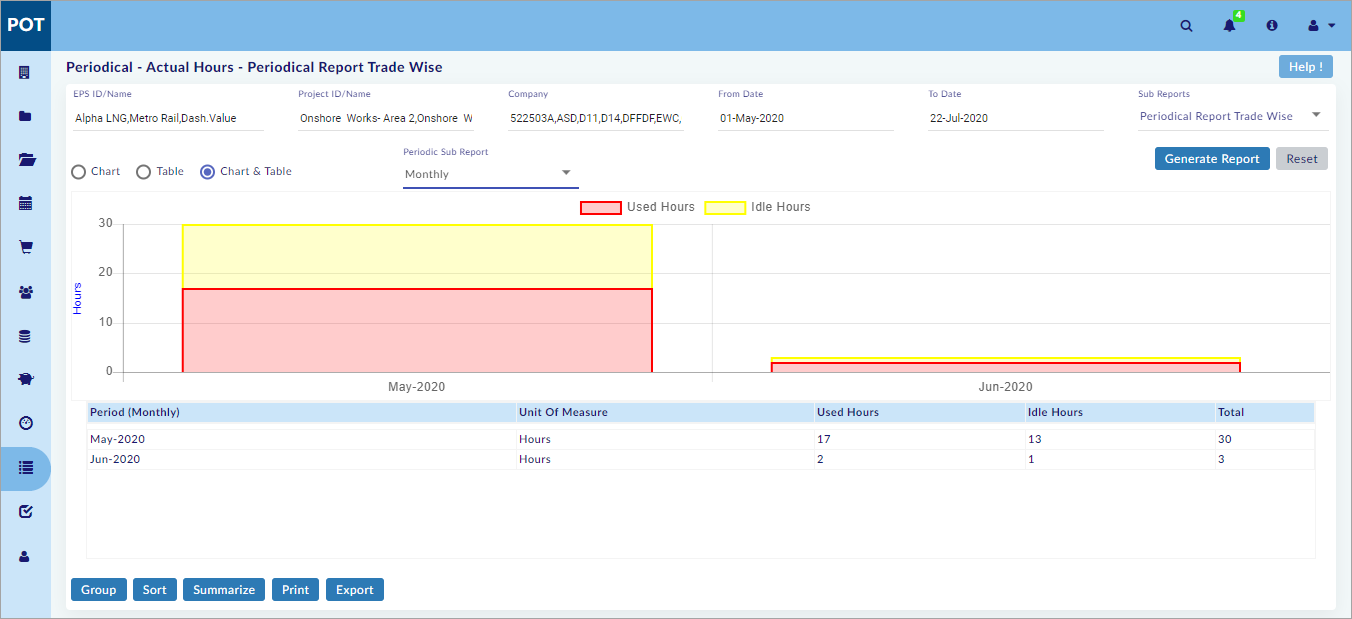 POT
4
Periodical - Actual Hours - Periodical Report Trade Wise
Help !
EPS ID/Name
Project ID/Name
Company
From Date
To Date
Sub Reports
Alpha LNG,Metro Rail,Dash.Value
Onshore Works- Area 2,Onshore W
522503A,ASD,D11,D14,DFFDF,EWC,
01-May-2020
22-Jul-2020
Periodical Report Trade Wise
Chart
Table
Chart & Table
Periodic Sub Report
Monthly
Generate Report
Reset
Used Hours
Idle Hours
30
20
10
0
Hours
May-2020
Jun-2020
Period (Monthly) Unit Of Measure Used Hours Idle Hours Total
May-2020 Hours 17 13 30
Jun-2020 Hours 2 1 3
Group
Sort
Summarize
Print
Export